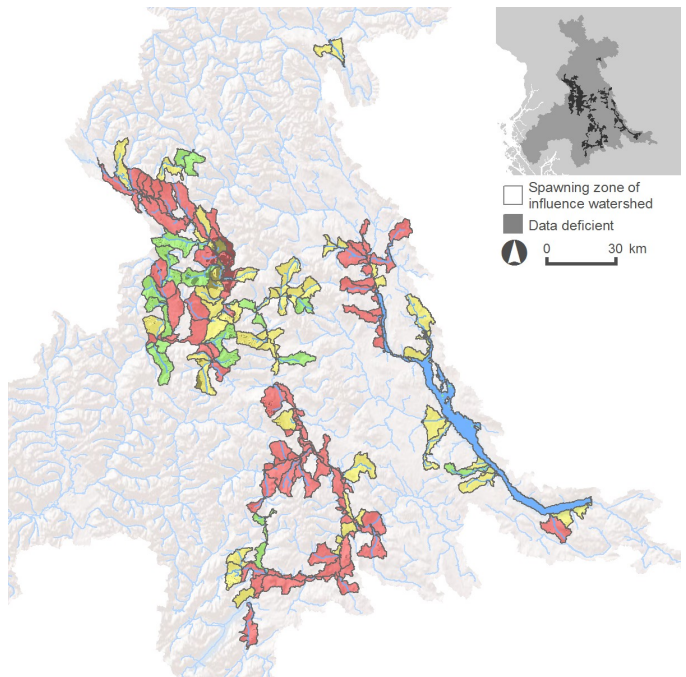 Spawning zone of
influence watershed
Data deficient
0 30 km